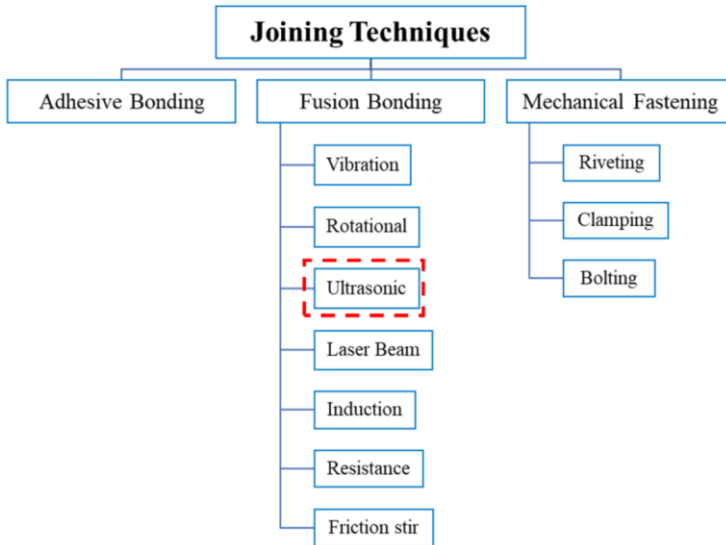 Joining Techniques
Adhesive Bonding
Fusion Bonding
Mechanical Fastening
Vibration
Rotational
Ultrasonic
Laser Beam
Induction
Resistance
Friction stir
Riveting
Clamping
Bolting